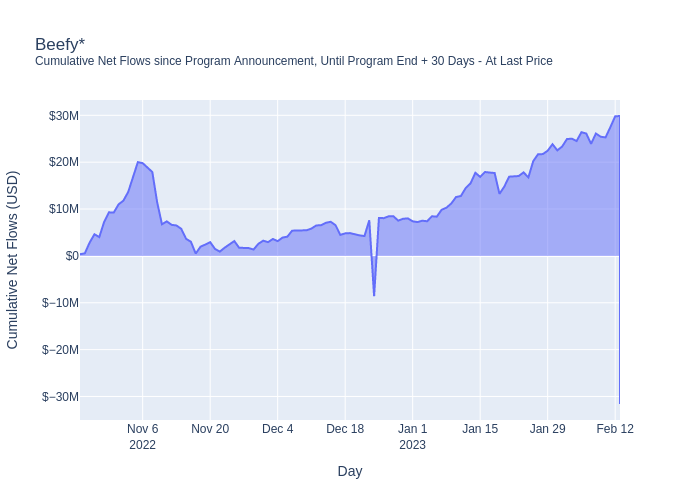 Beefy*
Cumulative Net Flows since Program Announcement, Until Program End + 30 Days - At Last Price
Cumulative Net Flows (USD)
$30M
$20M
$10M
$0
$−10M
$−20M
$−30M
Nov 6
2022
Nov 20
Dec 4
Dec 18
Jan 1
2023
Jan 15
Jan 29
Feb 12
Day